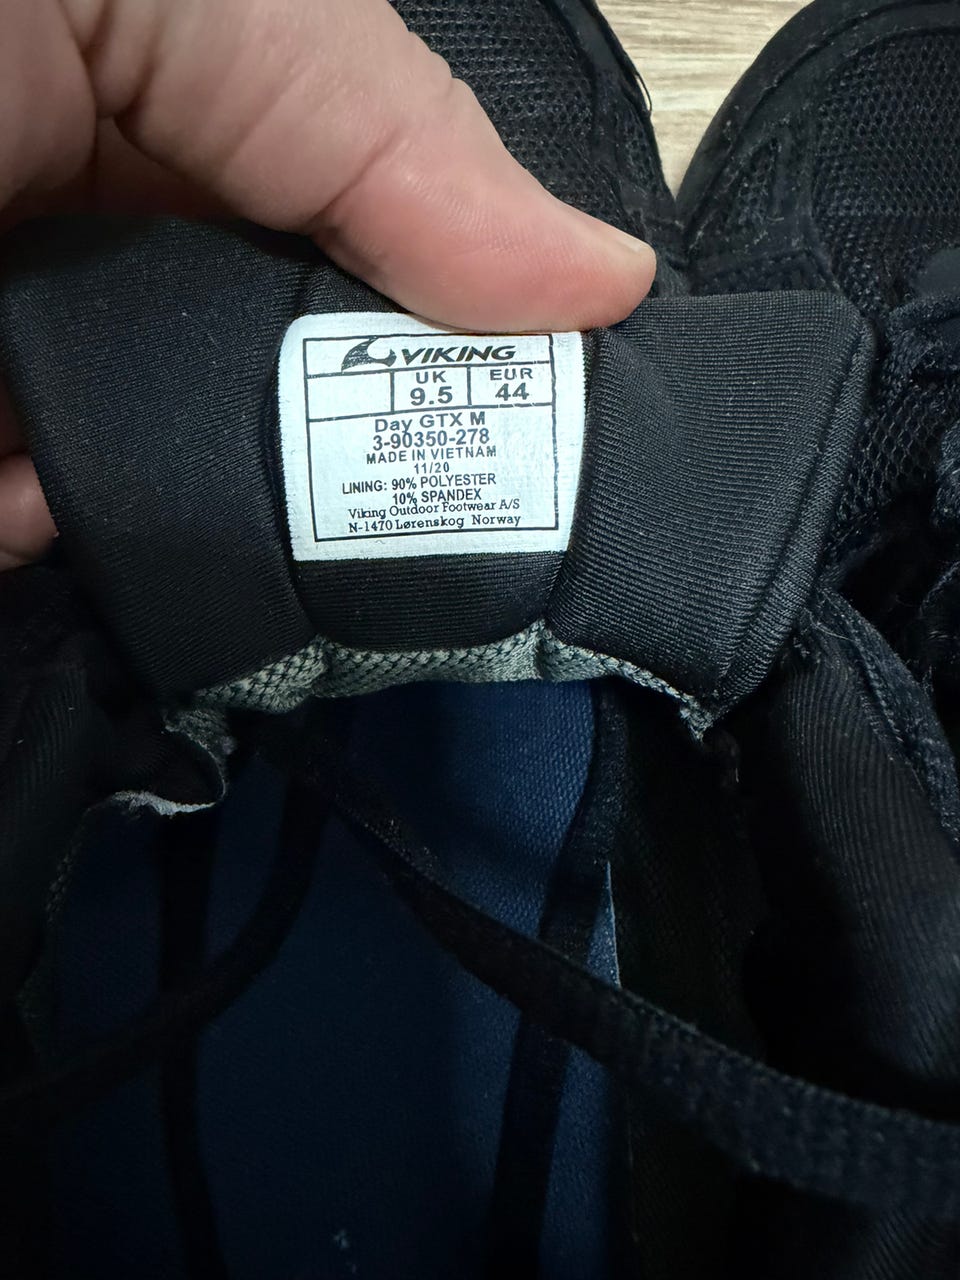 VIKING
UK EUR
9.5 44
Day GTX M
3-90350-278
MADE IN VIETNAM
11/20
LINING: 90% POLYESTER
10% SPANDEX
Viking Outdoor Footwear A/S
N-1470 Lørenskog Norway